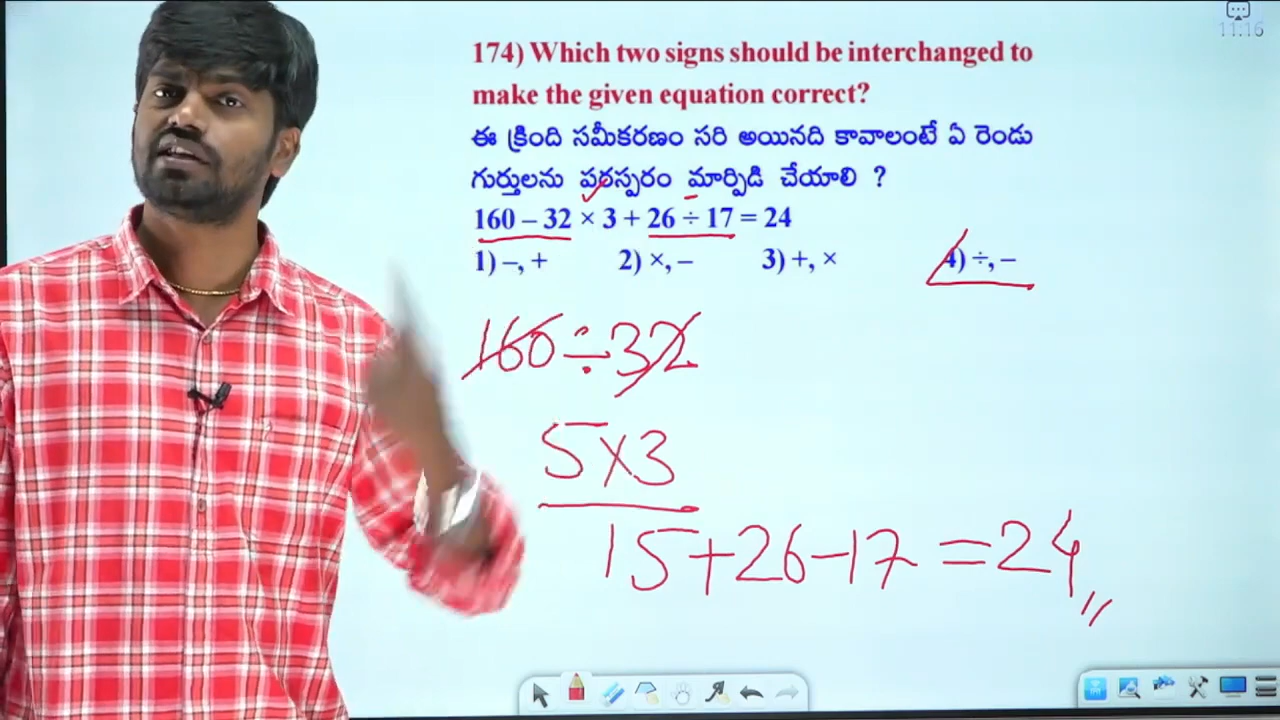 11:16
174) Which two signs should be interchanged to
make the given equation correct?
ఈ క్రింది సమీకరణం సరి అయినది కావాలంటే ఏ రెండు
గుర్తులను పరస్పరం మార్పిడి చేయాలి ?
160 – 32 × 3 + 26 ÷ 17 = 24
1) –, + 2) ×, – 3) +, × 4) ÷, –
160 ÷ 32
5 × 3
15 + 26 – 17 = 24